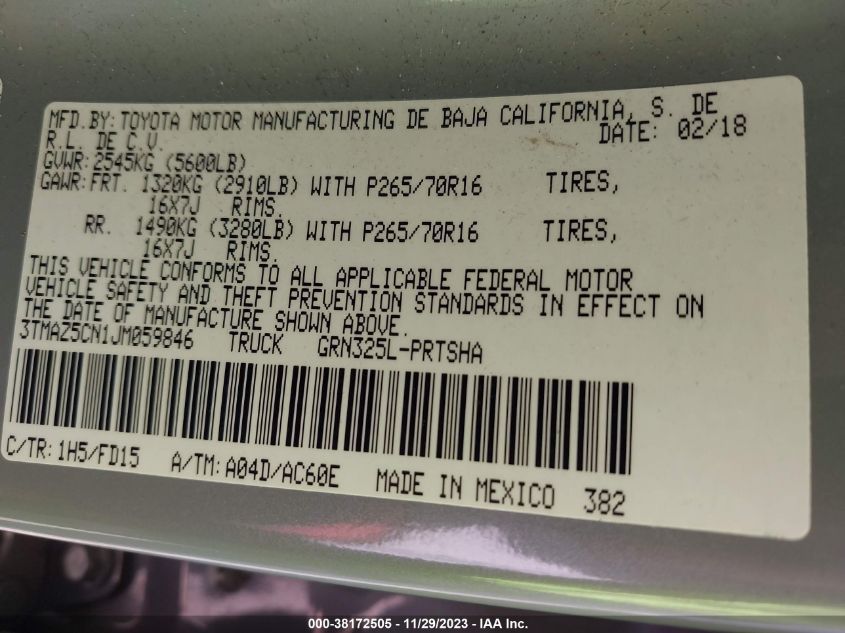 MFD.BY:TOYOTA MOTOR MANUFACTURING DE BAJA CALIFORNIA, S. DE
R.L. DE C.V. DATE: 02/18
GVWR:2545KG (5600LB)
GAWR:FRT. 1320KG (2910LB) WITH P265/70R16 TIRES,
16X7J RIMS.
RR. 1490KG (3280LB) WITH P265/70R16 TIRES,
16X7J RIMS.
THIS VEHICLE CONFORMS TO ALL APPLICABLE FEDERAL MOTOR
VEHICLE SAFETY AND THEFT PREVENTION STANDARDS IN EFFECT ON
THE DATE OF MANUFACTURE SHOWN ABOVE.
3TMAZ5CN1JM059846 TRUCK GRN325L-PRTSHA
C/TR:1H5/FD15 A/TM:A04D/AC60E MADE IN MEXICO 382
000-38172505 - 11/29/2023 - IAA Inc.